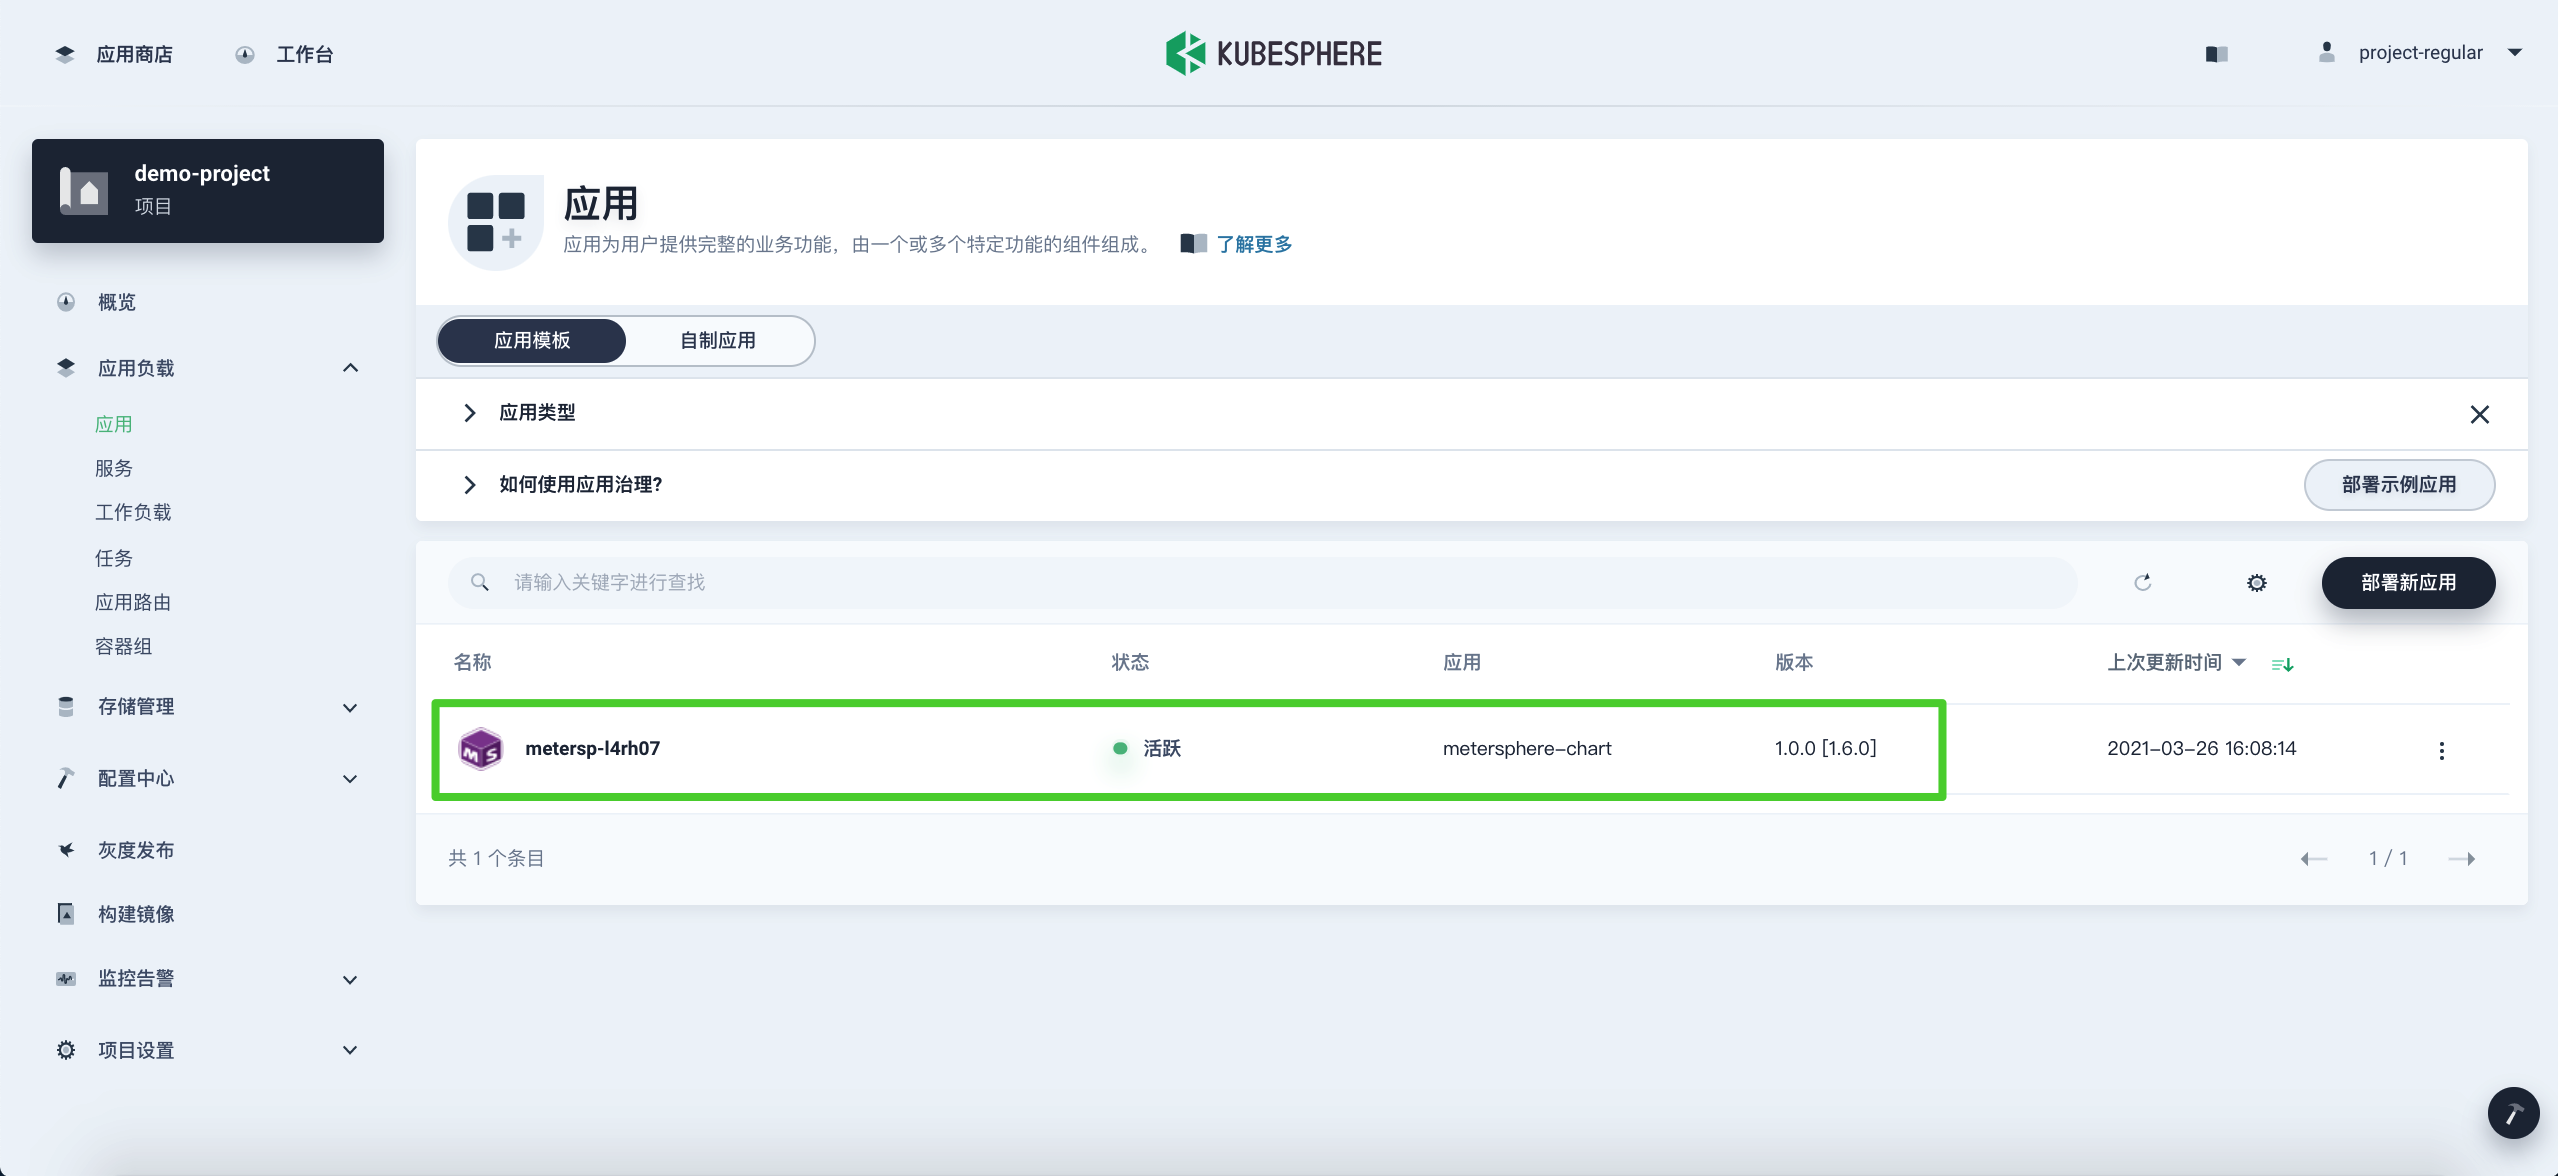 应用商店
工作台
KUBESPHERE
project-regular
demo-project
项目
概览
应用负载
应用
服务
工作负载
任务
应用路由
容器组
存储管理
配置中心
灰度发布
构建镜像
监控告警
项目设置
应用
应用为用户提供完整的业务功能，由一个或多个特定功能的组件组成。 了解更多
应用模板 自制应用
应用类型
如何使用应用治理?
部署示例应用
请输入关键字进行查找
部署新应用
名称 状态 应用 版本 上次更新时间
MS metersp-l4rh07 活跃 metersphere-chart 1.0.0 [1.6.0] 2021-03-26 16:08:14
共 1 个条目
1 / 1